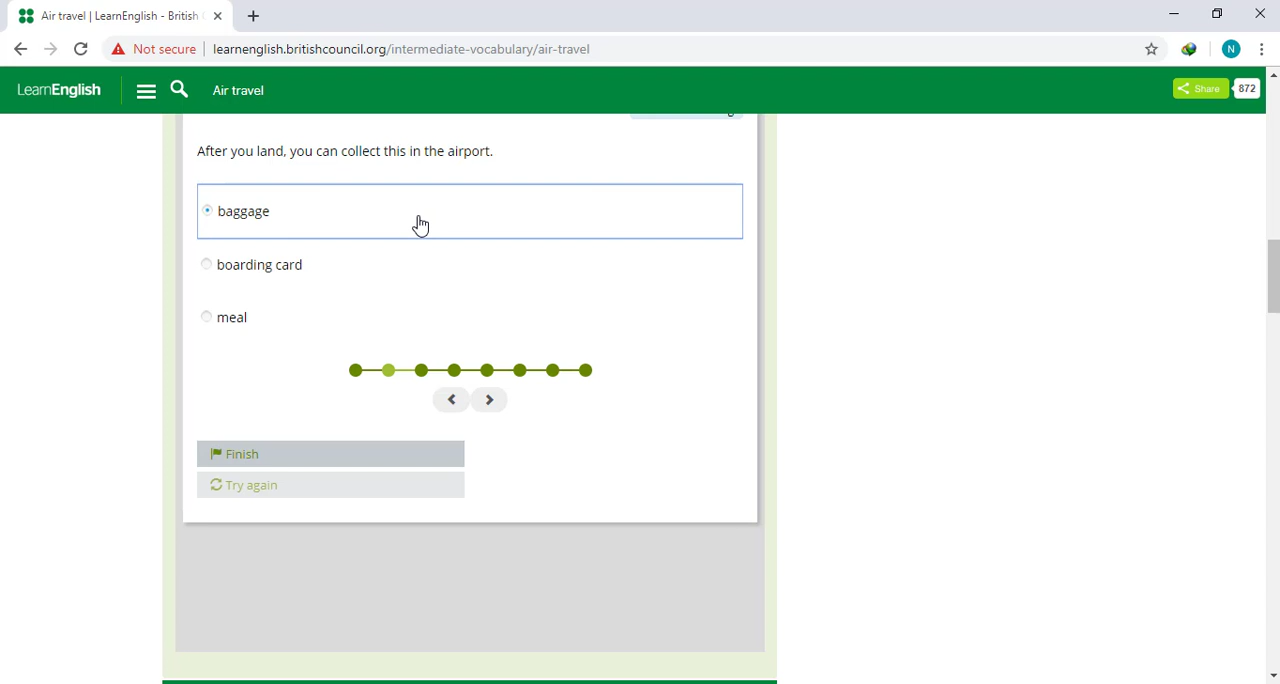 Air travel | LearnEnglish - British
Not secure
learnenglish.britishcouncil.org/intermediate-vocabulary/air-travel
N
LearnEnglish
Air travel
Share
872
After you land, you can collect this in the airport.
baggage
boarding card
meal
Finish
Try again